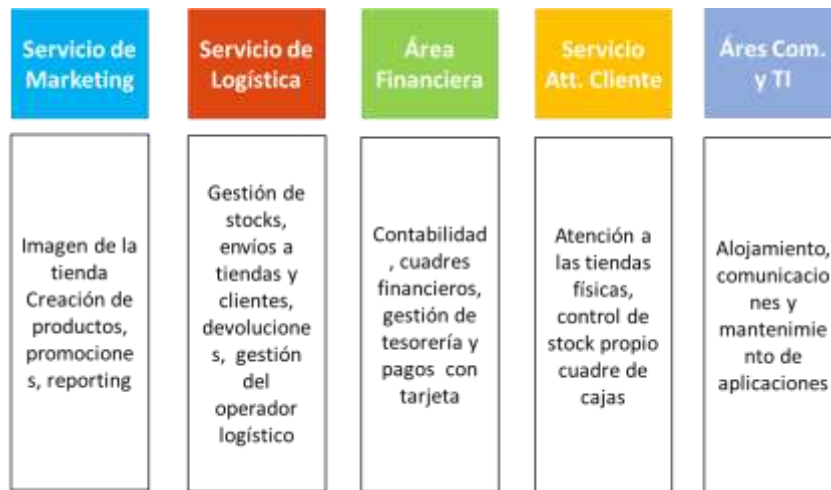 Servicio de
Marketing
Servicio de
Logística
Área
Financiera
Servicio
Att. Cliente
Áres Com.
y TI
Imagen de la
tienda
Creación de
productos,
promocione
s, reporting
Gestión de
stocks,
envíos a
tiendas y
clientes,
devolucione
s, gestión
del
operador
logístico
Contabilidad
, cuadres
financieros,
gestión de
tesorería y
pagos con
tarjeta
Atención a
las tiendas
físicas,
control de
stock propio
cuadre de
cajas
Alojamiento,
comunicacio
nes y
mantenimie
nto de
aplicaciones